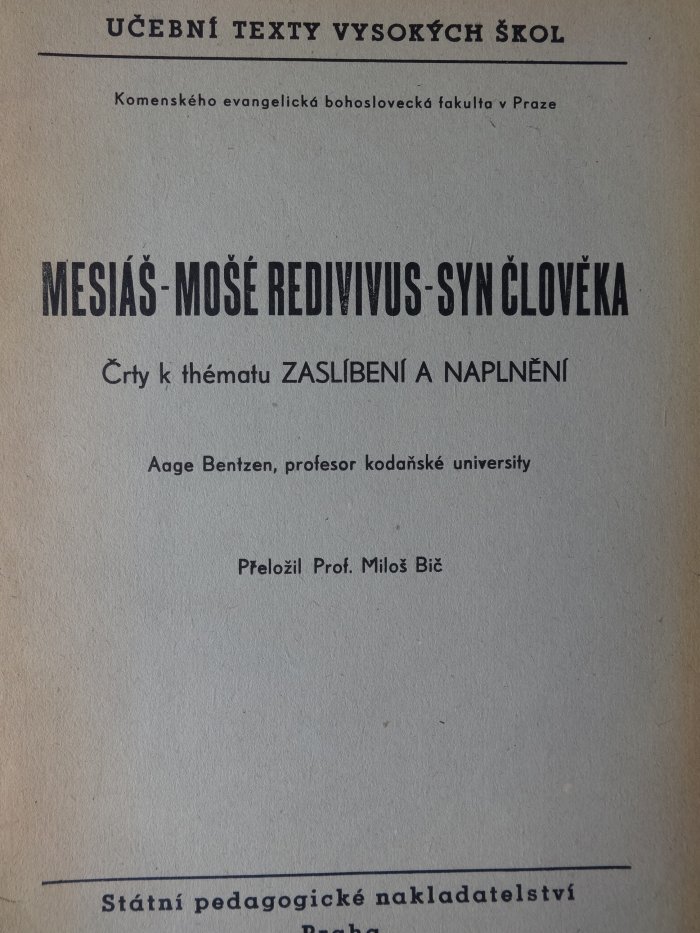 UČEBNÍ TEXTY VYSOKÝCH ŠKOL
Komenského evangelická bohoslovecká fakulta v Praze
MESIÁŠ-MOŠÉ REDIVIVUS-SYN ČLOVĚKA
Črty k thématu ZASLÍBENÍ A NAPLNĚNÍ
Aage Bentzen, profesor kodaňské university
Přeložil Prof. Miloš Bič
Státní pedagogické nakladatelství
Praha